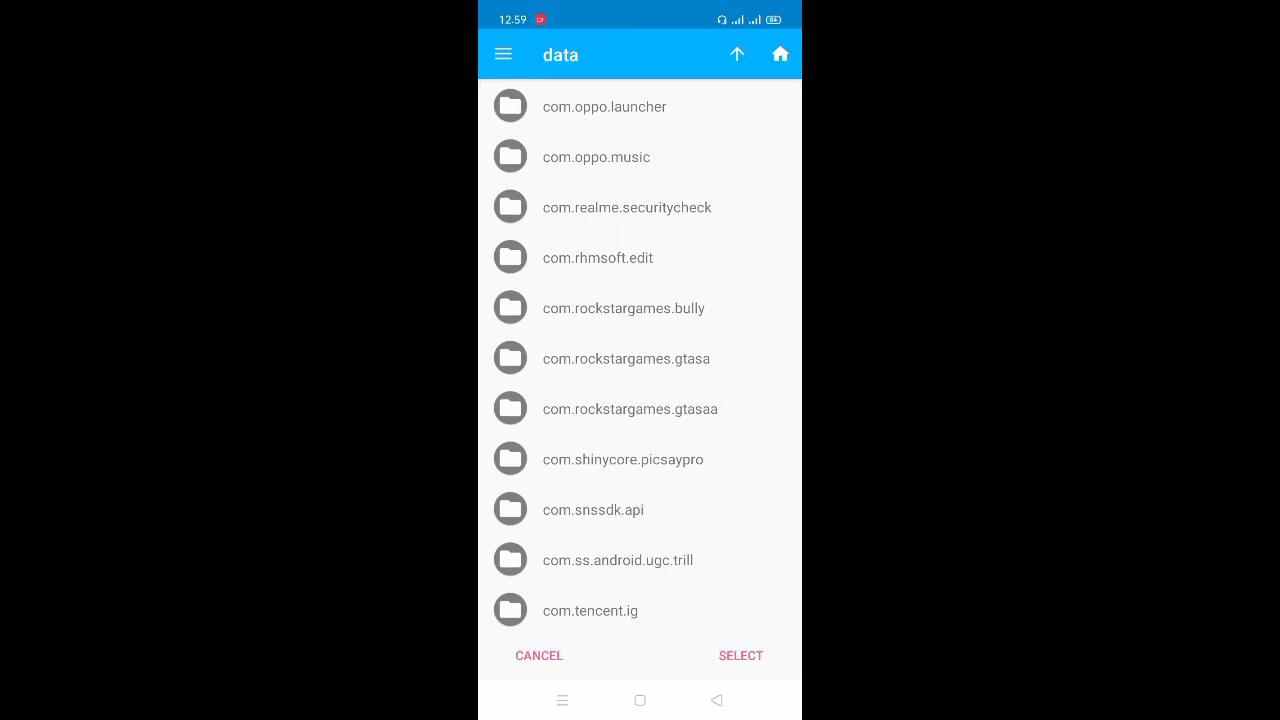 12.59
84
data
com.oppo.launcher
com.oppo.music
com.realme.securitycheck
com.rhmsoft.edit
com.rockstargames.bully
com.rockstargames.gtasa
com.rockstargames.gtasaa
com.shinycore.picsaypro
com.snssdk.api
com.ss.android.ugc.trill
com.tencent.ig
CANCEL
SELECT